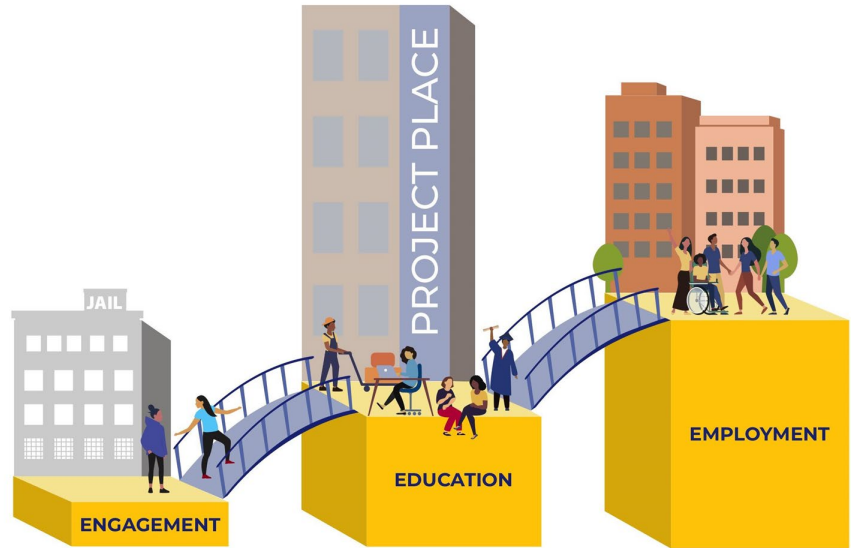 JAIL
PROJECT PLACE
ENGAGEMENT
EDUCATION
EMPLOYMENT